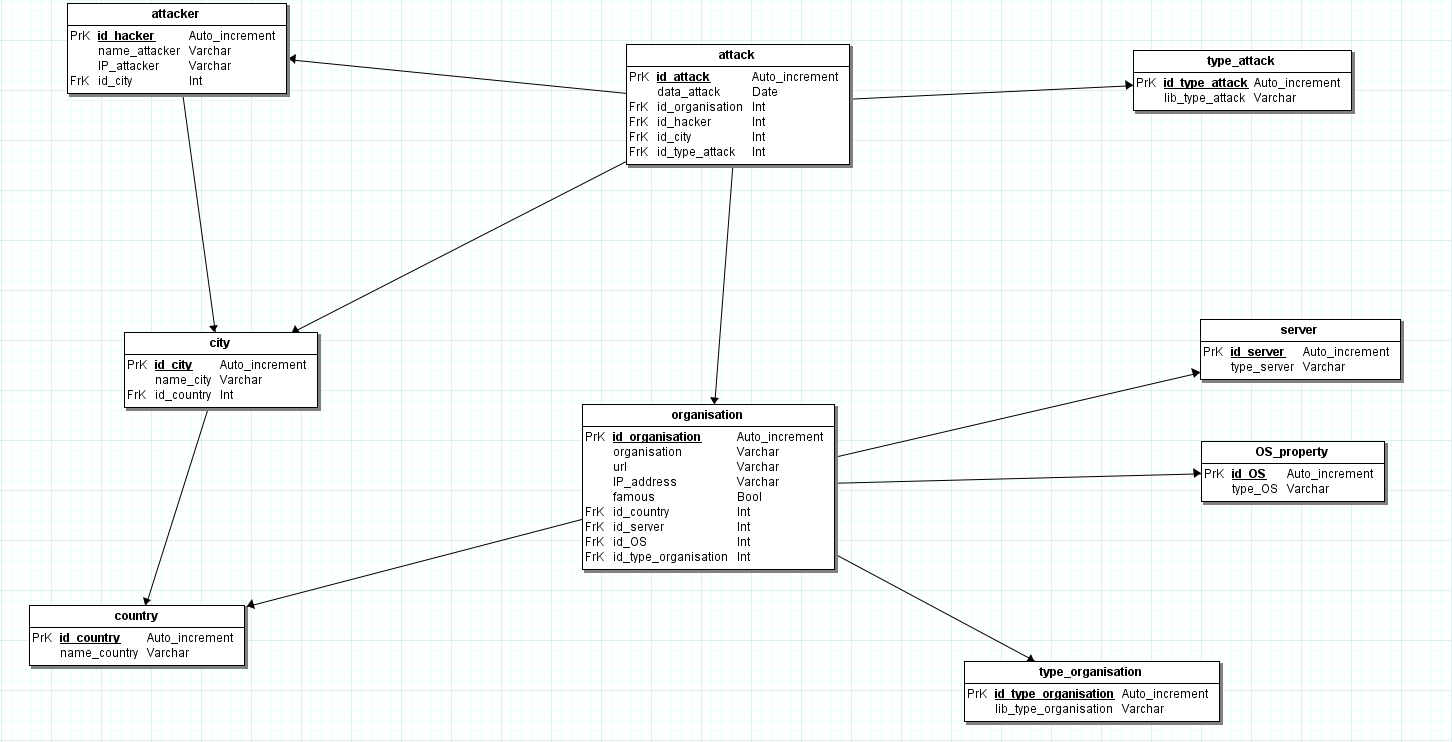 attacker
PrK id_hacker Auto_increment
name_attacker Varchar
IP_attacker Varchar
FrK id_city Int
attack
PrK id_attack Auto_increment
data_attack Date
FrK id_organisation Int
FrK id_hacker Int
FrK id_city Int
FrK id_type_attack Int
type_attack
PrK id_type_attack Auto_increment
lib_type_attack Varchar
city
PrK id_city Auto_increment
name_city Varchar
FrK id_country Int
server
PrK id_server Auto_increment
type_server Varchar
organisation
PrK id_organisation Auto_increment
organisation Varchar
url Varchar
IP_address Varchar
famous Bool
FrK id_country Int
FrK id_server Int
FrK id_OS Int
FrK id_type_organisation Int
OS_property
PrK id_OS Auto_increment
type_OS Varchar
country
PrK id_country Auto_increment
name_country Varchar
type_organisation
PrK id_type_organisation Auto_increment
lib_type_organisation Varchar